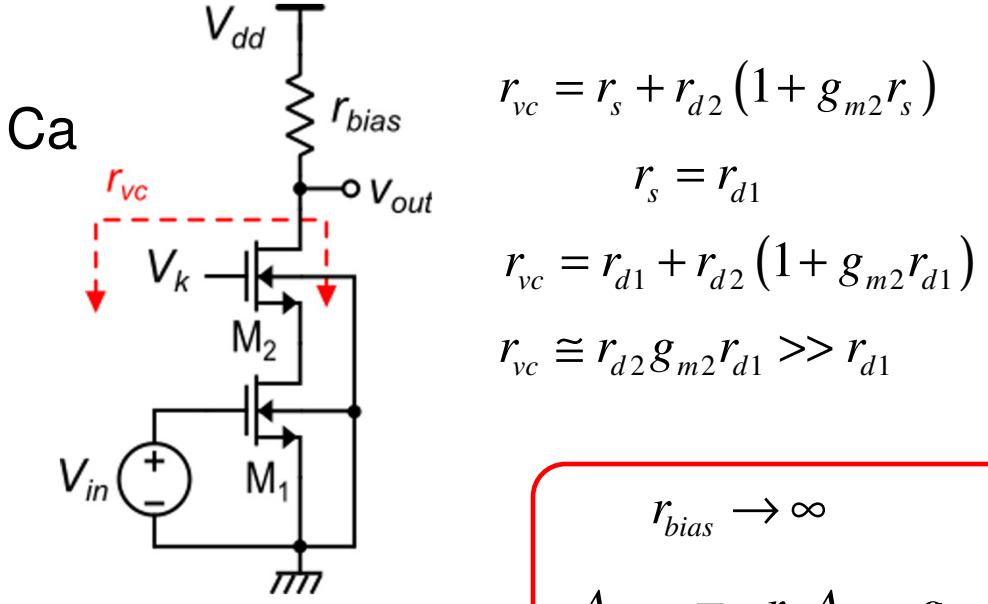 V_dd
r_bias
Ca
r_vc
v_out
V_k
M_2
M_1
V_in
+
−
r_vc = r_s + r_d2 (1 + g_m2 r_s)
r_s = r_d1
r_vc = r_d1 + r_d2 (1 + g_m2 r_d1)
r_vc ≅ r_d2 g_m2 r_d1 >> r_d1
r_bias → ∞